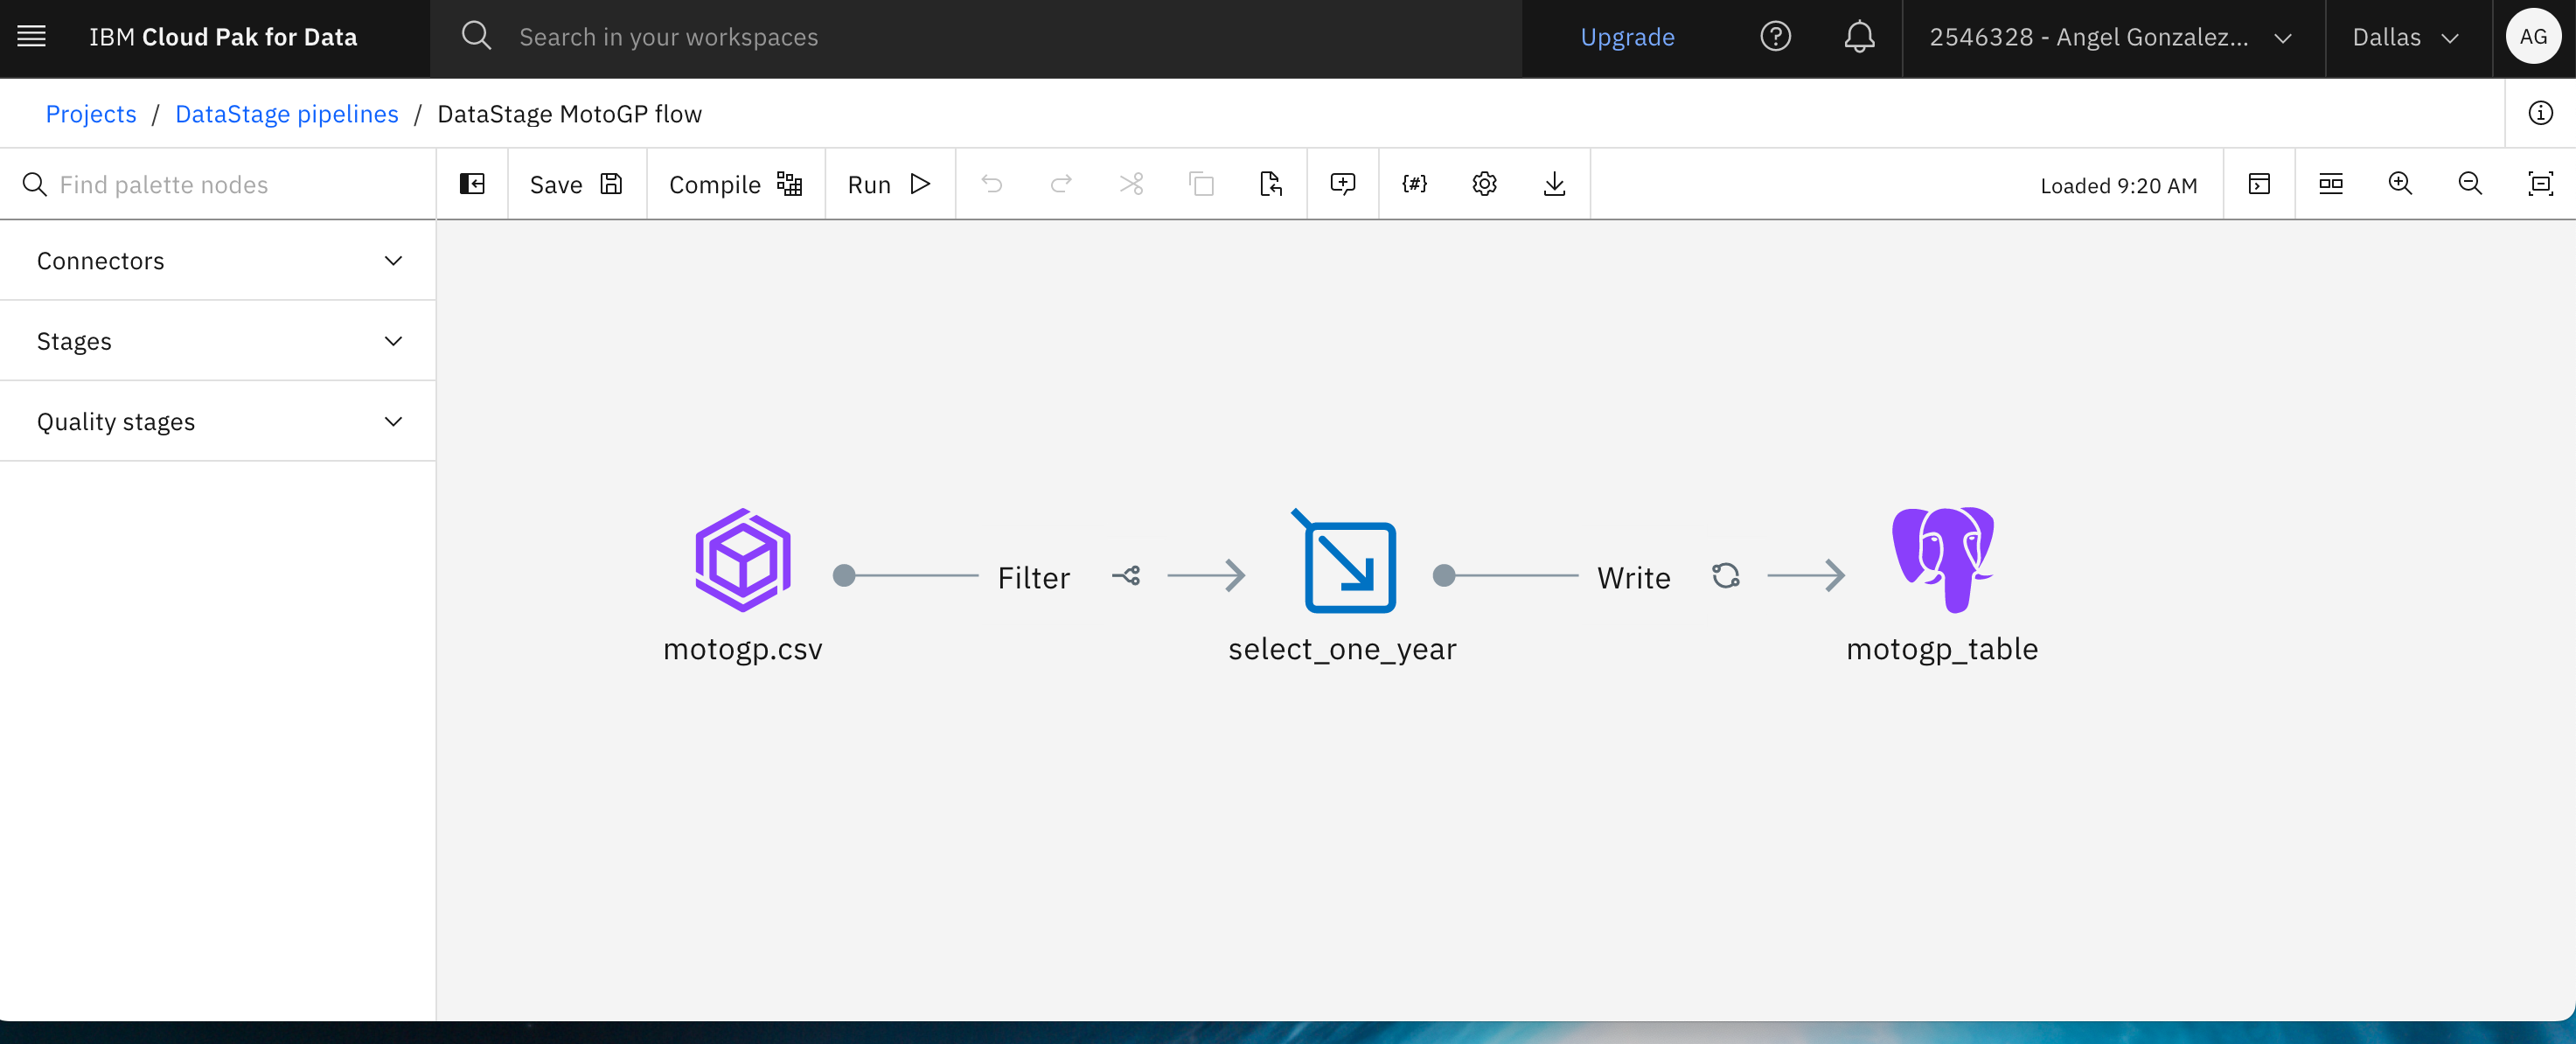 IBM Cloud Pak for Data
Search in your workspaces
Upgrade
2546328 - Angel Gonzalez...
Dallas
AG
Projects / DataStage pipelines / DataStage MotoGP flow
Find palette nodes
Save
Compile
Run
{#}
Loaded 9:20 AM
Connectors
Stages
Quality stages
Filter
Write
motogp.csv
select_one_year
motogp_table